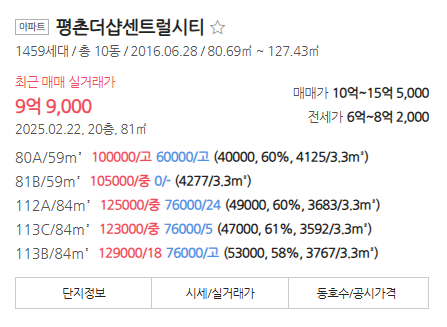 아파트 평촌더샵센트럴시티 ☆
1459세대 / 총 10동 / 2016.06.28 / 80.69㎡ ~ 127.43㎡
최근 매매 실거래가
9억 9,000
2025.02.22, 20층, 81㎡
매매가 10억~15억 5,000
전세가 6억~8억 2,000
80A/59㎡ 100000/고 60000/고 (40000, 60%, 4125/3.3㎡)
81B/59㎡ 105000/중 0/- (4277/3.3㎡)
112A/84㎡ 125000/중 76000/24 (49000, 60%, 3683/3.3㎡)
113C/84㎡ 123000/중 76000/5 (47000, 61%, 3592/3.3㎡)
113B/84㎡ 129000/18 76000/고 (53000, 58%, 3767/3.3㎡)
단지정보 시세/실거래가 동호수/공시가격